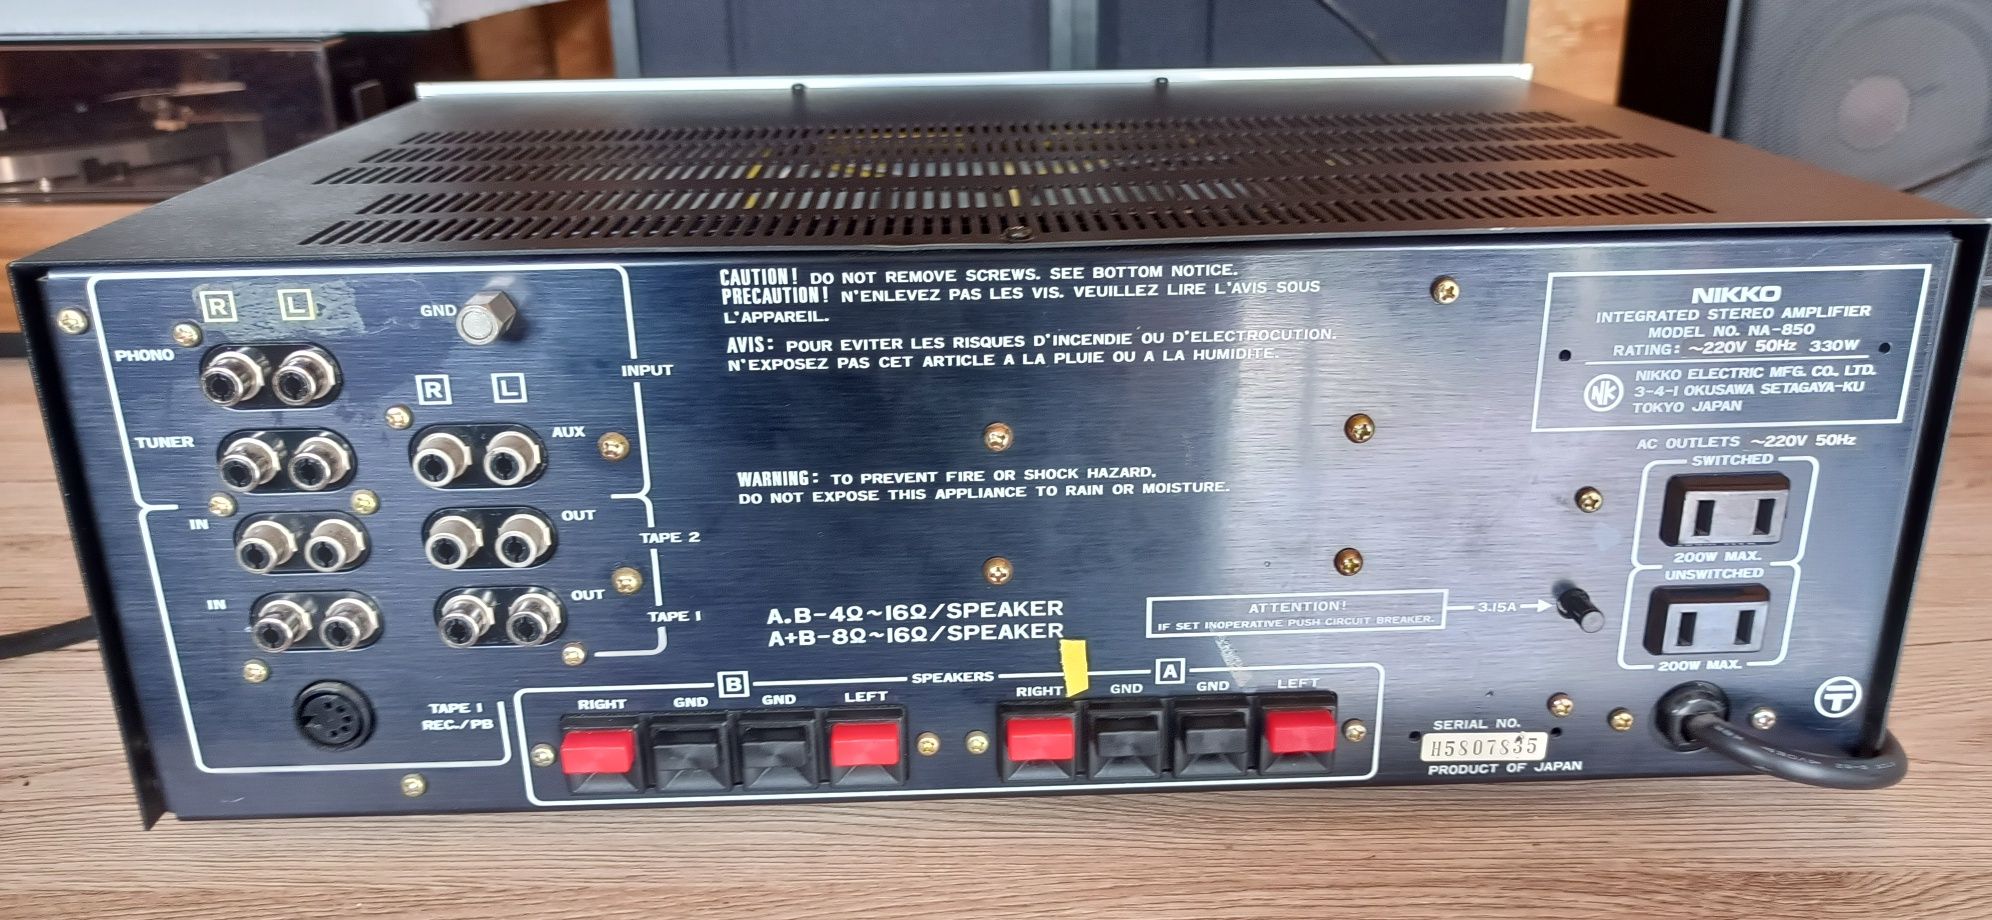 R L
GND
PHONO
R L
INPUT
TUNER
AUX
IN
OUT
TAPE 2
IN
OUT
TAPE 1
TAPE 1
REC./PB
CAUTION! DO NOT REMOVE SCREWS. SEE BOTTOM NOTICE.
PRECAUTION! N'ENLEVEZ PAS LES VIS. VEUILLEZ LIRE L'AVIS SOUS
L'APPAREIL.
AVIS: POUR EVITER LES RISQUES D'INCENDIE OU D'ELECTROCUTION.
N'EXPOSEZ PAS CET ARTICLE A LA PLUIE OU A LA HUMIDITE.
WARNING: TO PREVENT FIRE OR SHOCK HAZARD.
DO NOT EXPOSE THIS APPLIANCE TO RAIN OR MOISTURE.
A.B-4Ω~16Ω/SPEAKER
A+B-8Ω~16Ω/SPEAKER
B SPEAKERS A
RIGHT GND GND LEFT
RIGHT GND GND LEFT
ATTENTION!
IF SET INOPERATIVE PUSH CIRCUIT BREAKER.
3.15A
NIKKO
INTEGRATED STEREO AMPLIFIER
MODEL NO. NA-850
RATING: ~220V 50Hz 330W
NK
NIKKO ELECTRIC MFG. CO., LTD.
3-4-1 OKUSAWA SETAGAYA-KU
TOKYO JAPAN
AC OUTLETS ~220V 50Hz
SWITCHED
200W MAX.
UNSWITCHED
200W MAX.
T
SERIAL NO.
H5807835
PRODUCT OF JAPAN